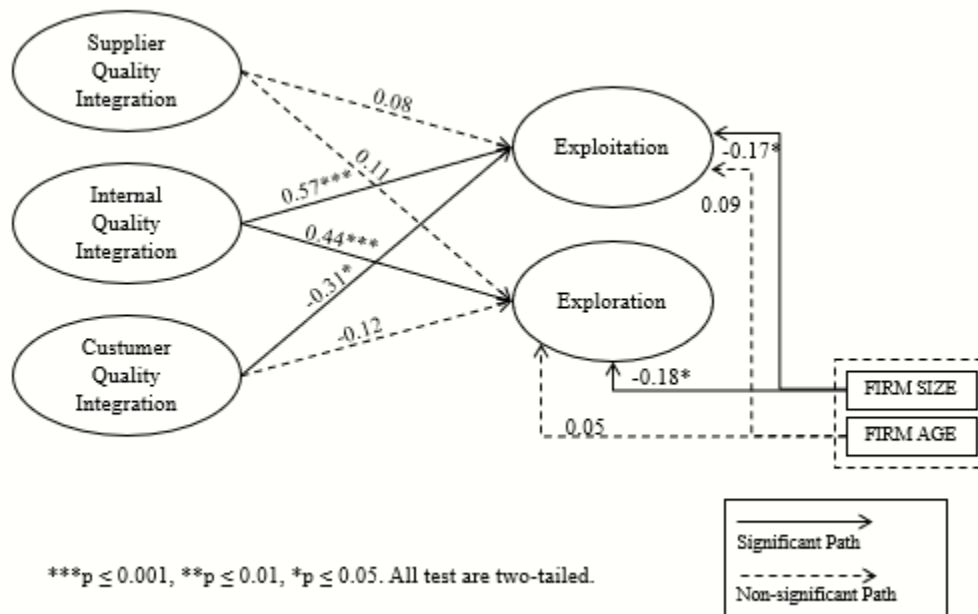 Supplier
Quality
Integration
0.08
Exploitation
-0.17*
0.11
0.57***
0.09
Internal
Quality
Integration
0.44***
-0.31*
Exploration
-0.12
Custumer
Quality
Integration
-0.18*
FIRM SIZE
0.05
FIRM AGE
Significant Path
***p ≤ 0.001, **p ≤ 0.01, *p ≤ 0.05. All test are two-tailed.
Non-significant Path